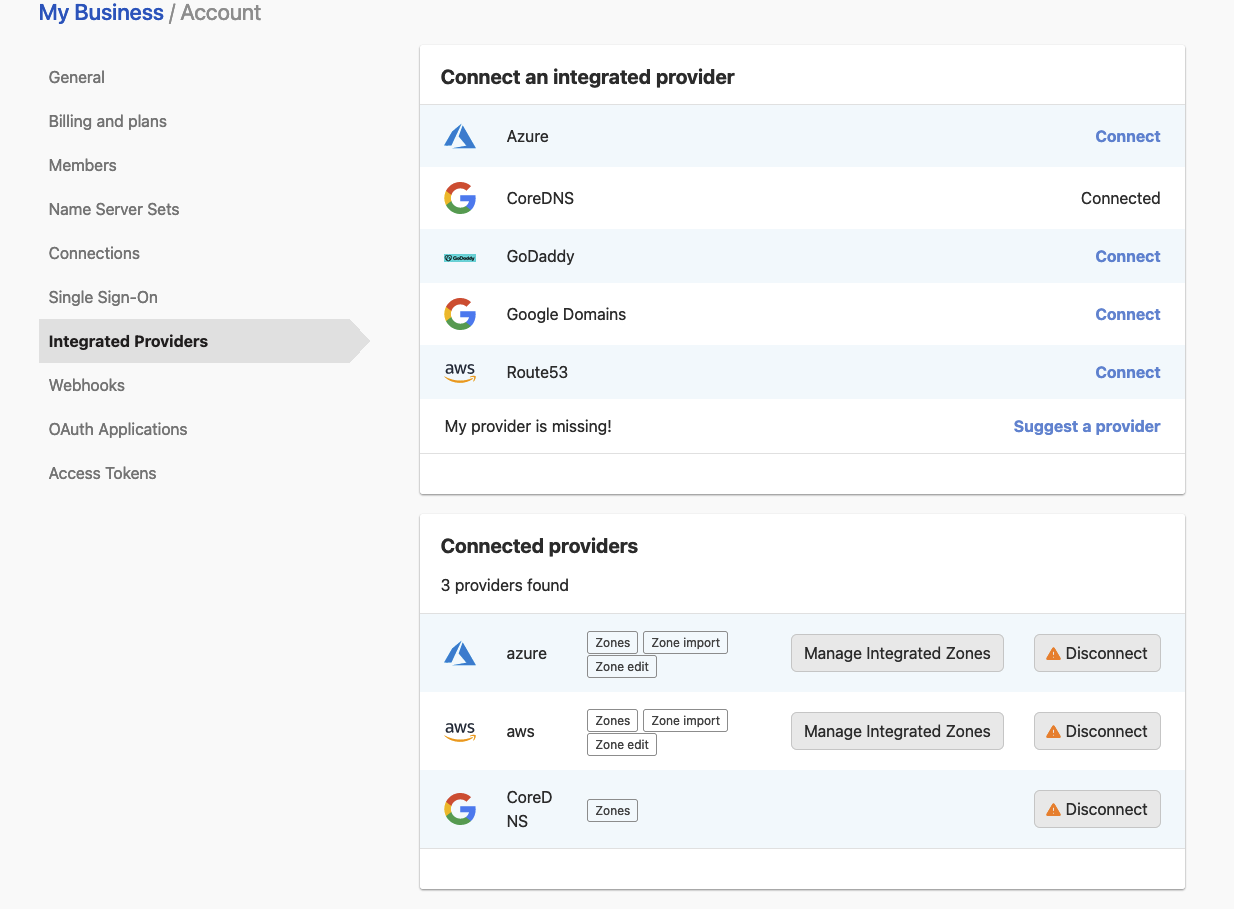 My Business / Account
General
Billing and plans
Members
Name Server Sets
Connections
Single Sign-On
Integrated Providers
Webhooks
OAuth Applications
Access Tokens
Connect an integrated provider
Azure Connect
CoreDNS Connected
GoDaddy GoDaddy Connect
Google Domains Connect
aws Route53 Connect
My provider is missing! Suggest a provider
Connected providers
3 providers found
azure Zones Zone import Manage Integrated Zones Disconnect
Zone edit
aws aws Zones Zone import Manage Integrated Zones Disconnect
Zone edit
CoreD Zones Disconnect
NS